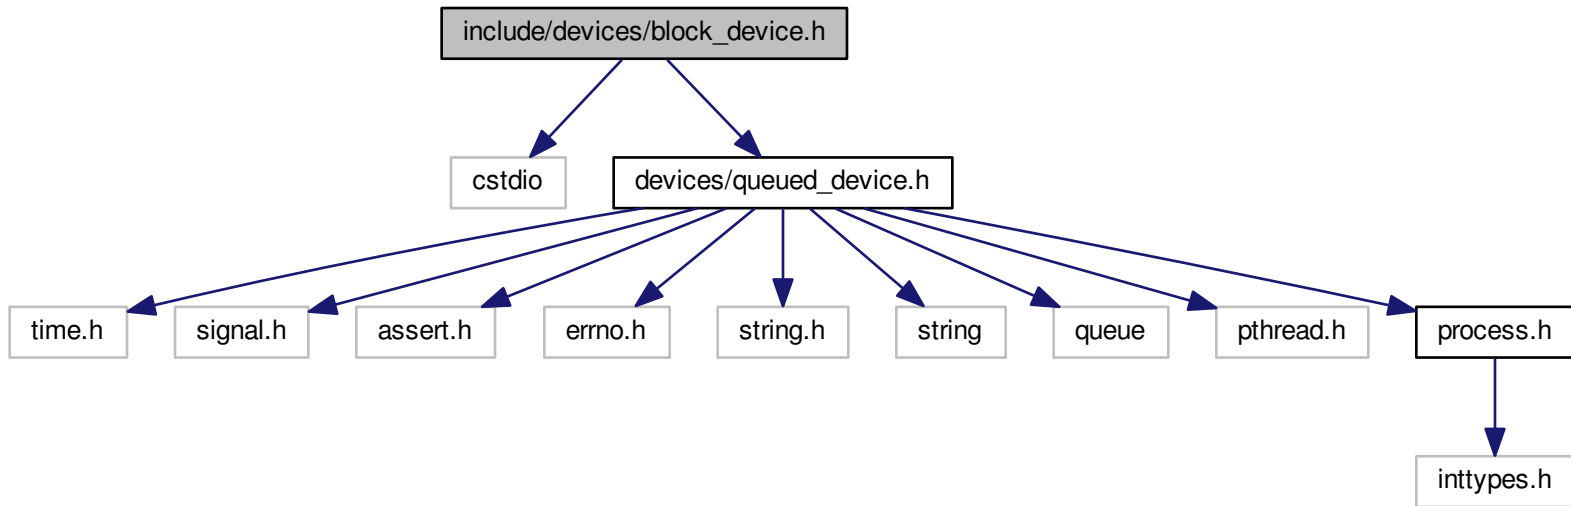 include/devices/block_device.h
cstdio
devices/queued_device.h
time.h
signal.h
assert.h
errno.h
string.h
string
queue
pthread.h
process.h
inttypes.h